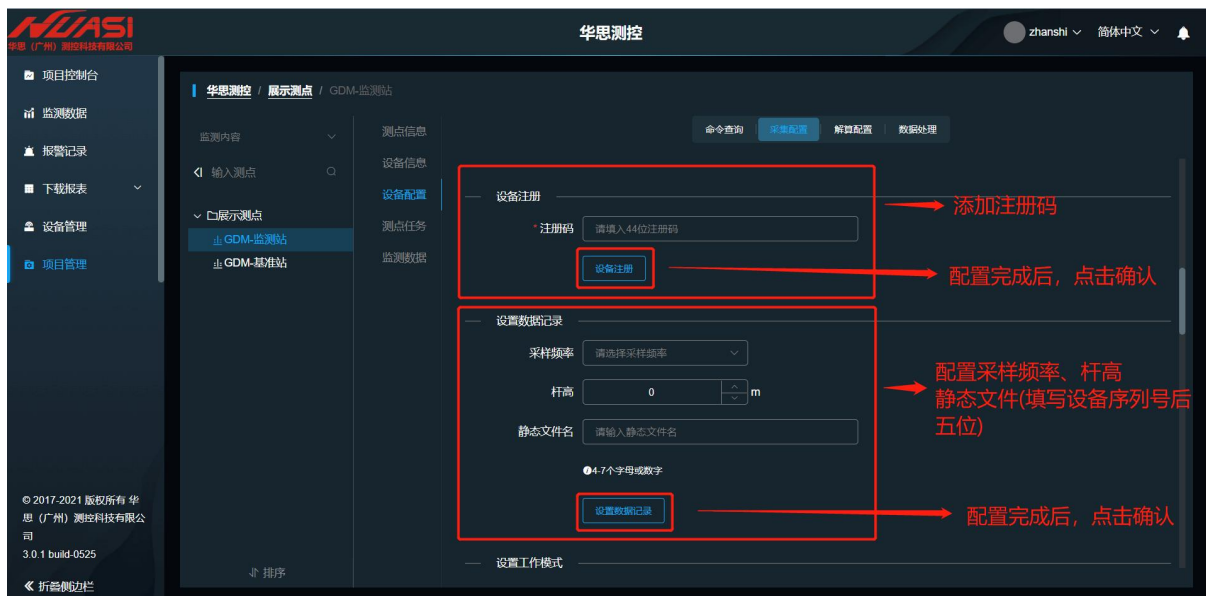 HUASI
华思（广州）测控科技有限公司
华思测控
zhanshi
简体中文
项目控制台
监测数据
报警记录
下载报表
设备管理
项目管理
© 2017-2021 版权所有 华
思（广州）测控科技有限公
司
3.0.1 build-0525
折叠侧边栏
华思测控 / 展示测点 / GDM-监测站
监测内容
输入测点
展示测点
GDM-监测站
GDM-基准站
排序
测点信息
设备信息
设备配置
测点任务
监测数据
命令查询
采集配置
解算配置
数据处理
设备注册
* 注册码 请填入44位注册码
设备注册
添加注册码
配置完成后，点击确认
设置数据记录
采样频率 请选择采样频率
杆高 0 m
静态文件名 请输入静态文件名
4-7个字母或数字
设置数据记录
配置采样频率、杆高
静态文件(填写设备序列号后
五位)
配置完成后，点击确认
设置工作模式